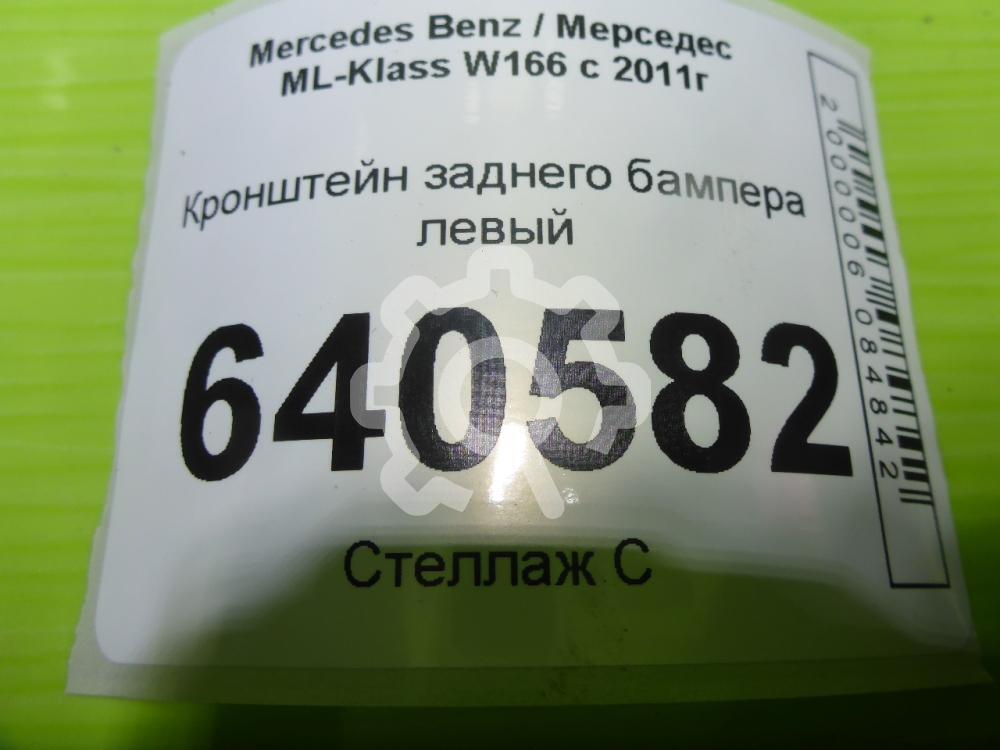 Mercedes Benz / Мерседес
ML-Klass W166 с 2011г
Кронштейн заднего бампера
левый
640582
Стеллаж С
2000006084842